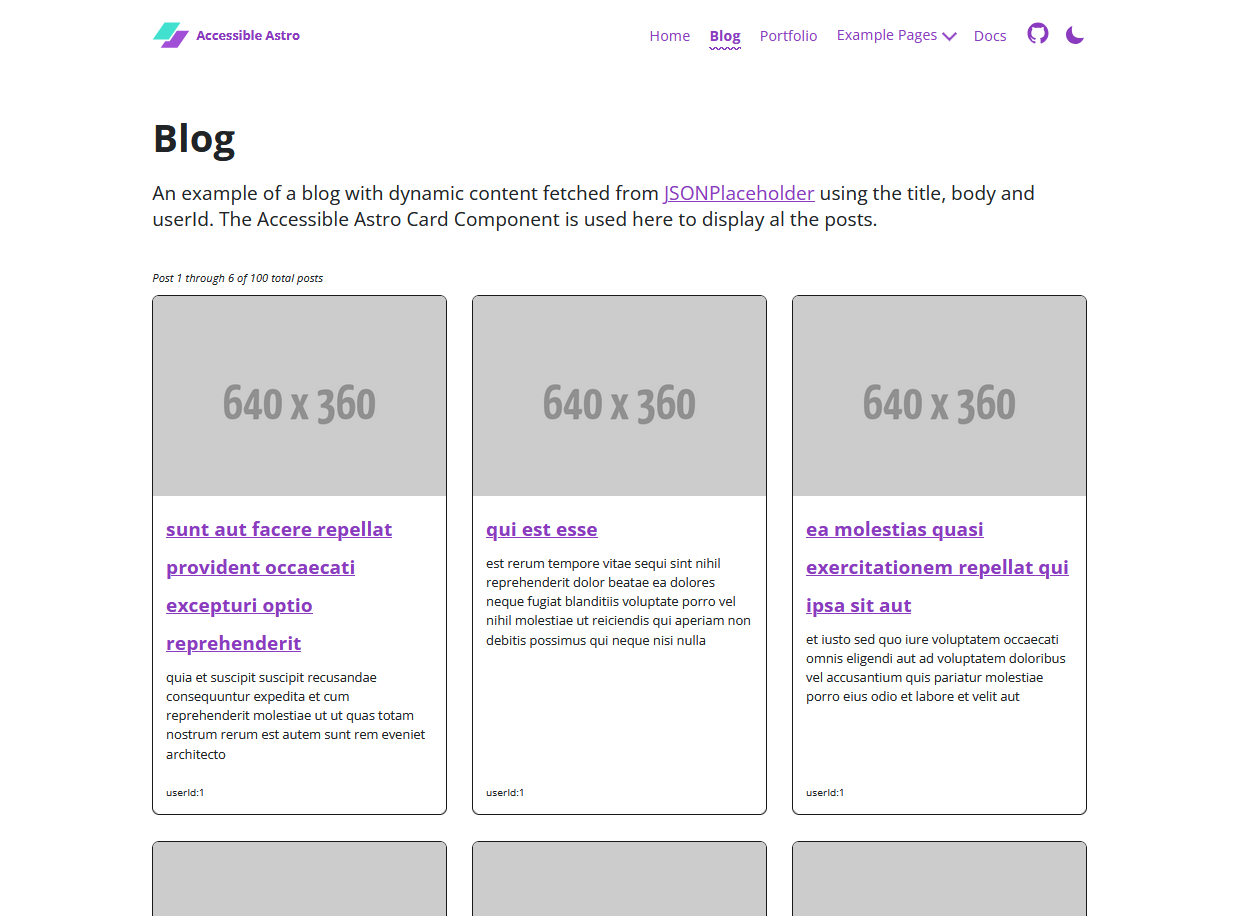 Accessible Astro
Home Blog Portfolio Example Pages Docs
Blog
An example of a blog with dynamic content fetched from JSONPlaceholder using the title, body and
userId. The Accessible Astro Card Component is used here to display al the posts.
Post 1 through 6 of 100 total posts
640 x 360
sunt aut facere repellat
provident occaecati
excepturi optio
reprehenderit
quia et suscipit suscipit recusandae
consequuntur expedita et cum
reprehenderit molestiae ut ut quas totam
nostrum rerum est autem sunt rem eveniet
architecto
userId:1
640 x 360
qui est esse
est rerum tempore vitae sequi sint nihil
reprehenderit dolor beatae ea dolores
neque fugiat blanditiis voluptate porro vel
nihil molestiae ut reiciendis qui aperiam non
debitis possimus qui neque nisi nulla
userId:1
640 x 360
ea molestias quasi
exercitationem repellat qui
ipsa sit aut
et iusto sed quo iure voluptatem occaecati
omnis eligendi aut ad voluptatem doloribus
vel accusantium quis pariatur molestiae
porro eius odio et labore et velit aut
userId:1